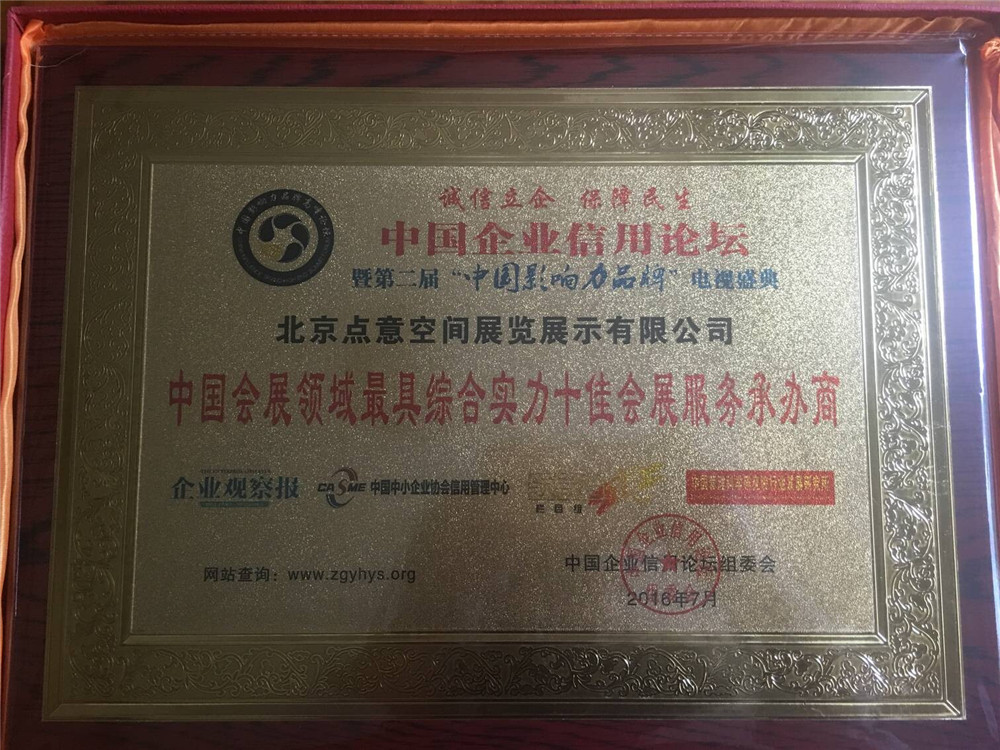 诚信立企 保障民生
中国企业信用论坛
暨第二届“中国影响力品牌”电视盛典
北京点意空间展览展示有限公司
中国会展领域最具综合实力十佳会展服务承办商
企业观察报
CASME 中国中小企业协会信用管理中心
栏目组
网站查询：www.zgyhys.org
中国企业信用论坛组委会
2016年7月